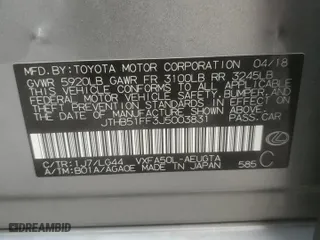 MFD. BY: TOYOTA MOTOR CORPORATION 04/18
GVWR 5920LB GAWR FR 3100LB RR 3245LB
THIS VEHICLE CONFORMS TO ALL APPLICABLE
FEDERAL MOTOR VEHICLE SAFETY, BUMPER, AND
THEFT PREVENTION STANDARDS IN EFFECT ON
THE DATE OF MANUFACTURE SHOWN ABOVE.
JTHB51FF3J5003831 PASS. CAR
C/TR: 1J7/LG44 VXFA50L-AEUGTA
A/TM: B01A/AGA0E MADE IN JAPAN 585 C
DREAMBID